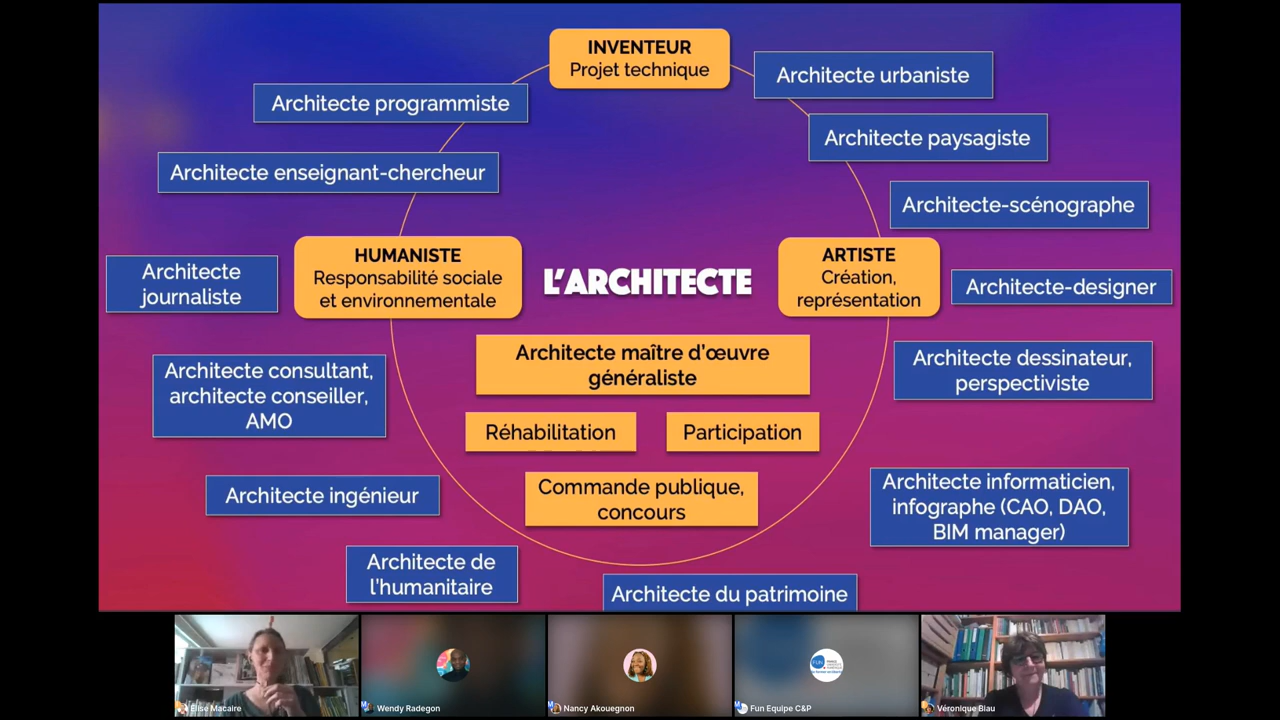 INVENTEUR
Projet technique
Architecte urbaniste
Architecte programmiste
Architecte paysagiste
Architecte enseignant-chercheur
Architecte-scénographe
HUMANISTE
Responsabilité sociale
et environnementale
L'ARCHITECTE
ARTISTE
Création,
représentation
Architecte
journaliste
Architecte-designer
Architecte maître d'œuvre
généraliste
Architecte consultant,
architecte conseiller,
AMO
Architecte dessinateur,
perspectiviste
Réhabilitation
Participation
Commande publique,
concours
Architecte ingénieur
Architecte informaticien,
infographe (CAO, DAO,
BIM manager)
Architecte de
l'humanitaire
Architecte du patrimoine
FUN
Elise Macaire
Wendy Radegon
Nancy Akouegnon
Fun Equipe C&P
Véronique Biau